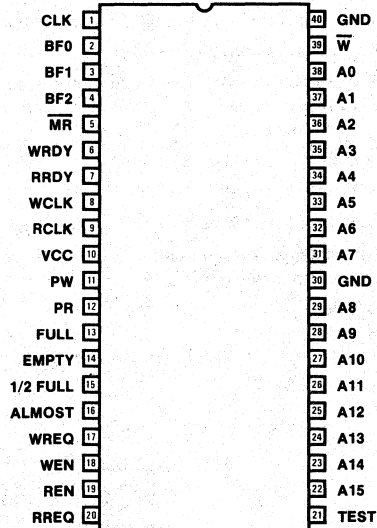 CLK 1 40 GND
BF0 2 39 W̅
BF1 3 38 A0
BF2 4 37 A1
M̅R̅ 5 36 A2
WRDY 6 35 A3
RRDY 7 34 A4
WCLK 8 33 A5
RCLK 9 32 A6
VCC 10 31 A7
PW 11 30 GND
PR 12 29 A8
FULL 13 28 A9
EMPTY 14 27 A10
1/2 FULL 15 26 A11
ALMOST 16 25 A12
WREQ 17 24 A13
WEN 18 23 A14
REN 19 22 A15
RREQ 20 21 TEST